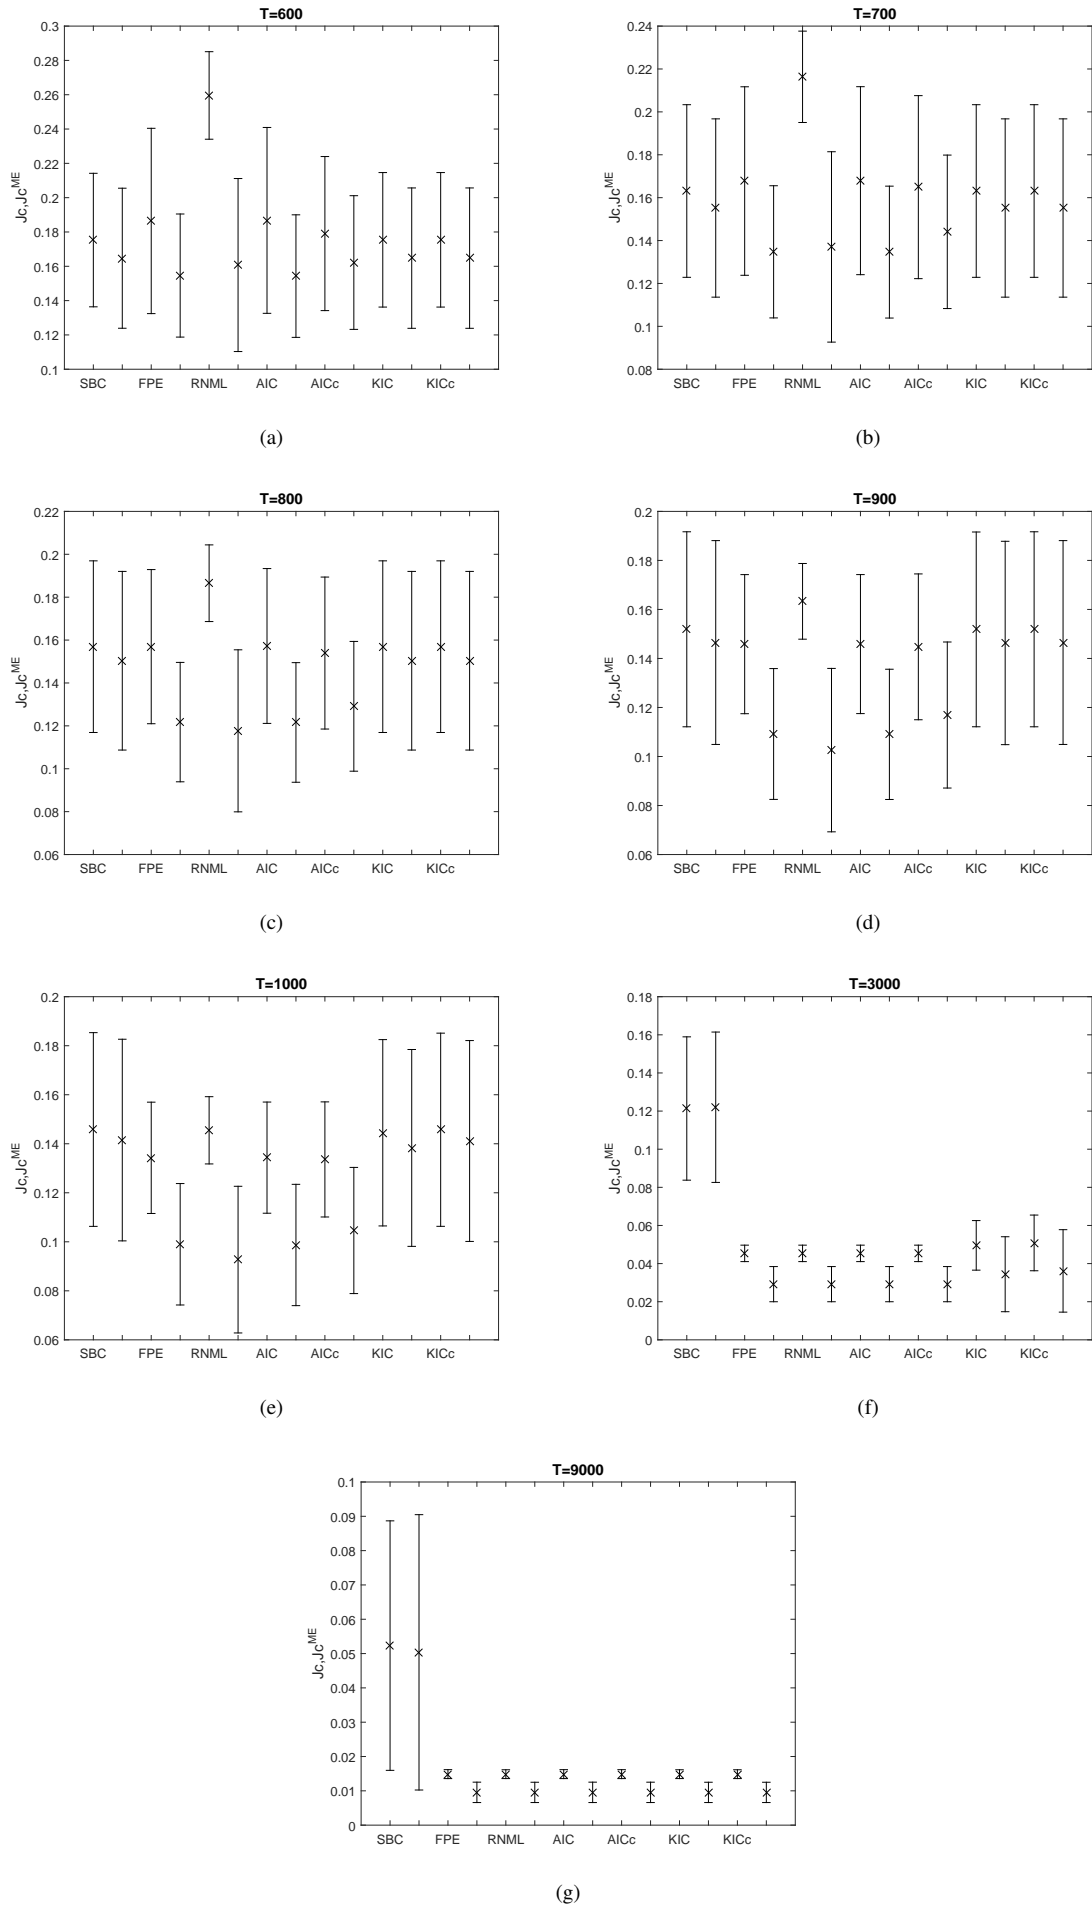 T=600
0.3
0.28
0.26
0.24
0.22
0.2
0.18
0.16
0.14
0.12
0.1
Jc,Jc^ME
SBC FPE RNML AIC AICc KIC KICc
(a)
T=700
0.24
0.22
0.2
0.18
0.16
0.14
0.12
0.1
0.08
Jc,Jc^ME
SBC FPE RNML AIC AICc KIC KICc
(b)
T=800
0.22
0.2
0.18
0.16
0.14
0.12
0.1
0.08
0.06
Jc,Jc^ME
SBC FPE RNML AIC AICc KIC KICc
(c)
T=900
0.2
0.18
0.16
0.14
0.12
0.1
0.08
0.06
Jc,Jc^ME
SBC FPE RNML AIC AICc KIC KICc
(d)
T=1000
0.2
0.18
0.16
0.14
0.12
0.1
0.08
0.06
Jc,Jc^ME
SBC FPE RNML AIC AICc KIC KICc
(e)
T=3000
0.18
0.16
0.14
0.12
0.1
0.08
0.06
0.04
0.02
0
Jc,Jc^ME
SBC FPE RNML AIC AICc KIC KICc
(f)
T=9000
0.1
0.09
0.08
0.07
0.06
0.05
0.04
0.03
0.02
0.01
0
Jc,Jc^ME
SBC FPE RNML AIC AICc KIC KICc
(g)